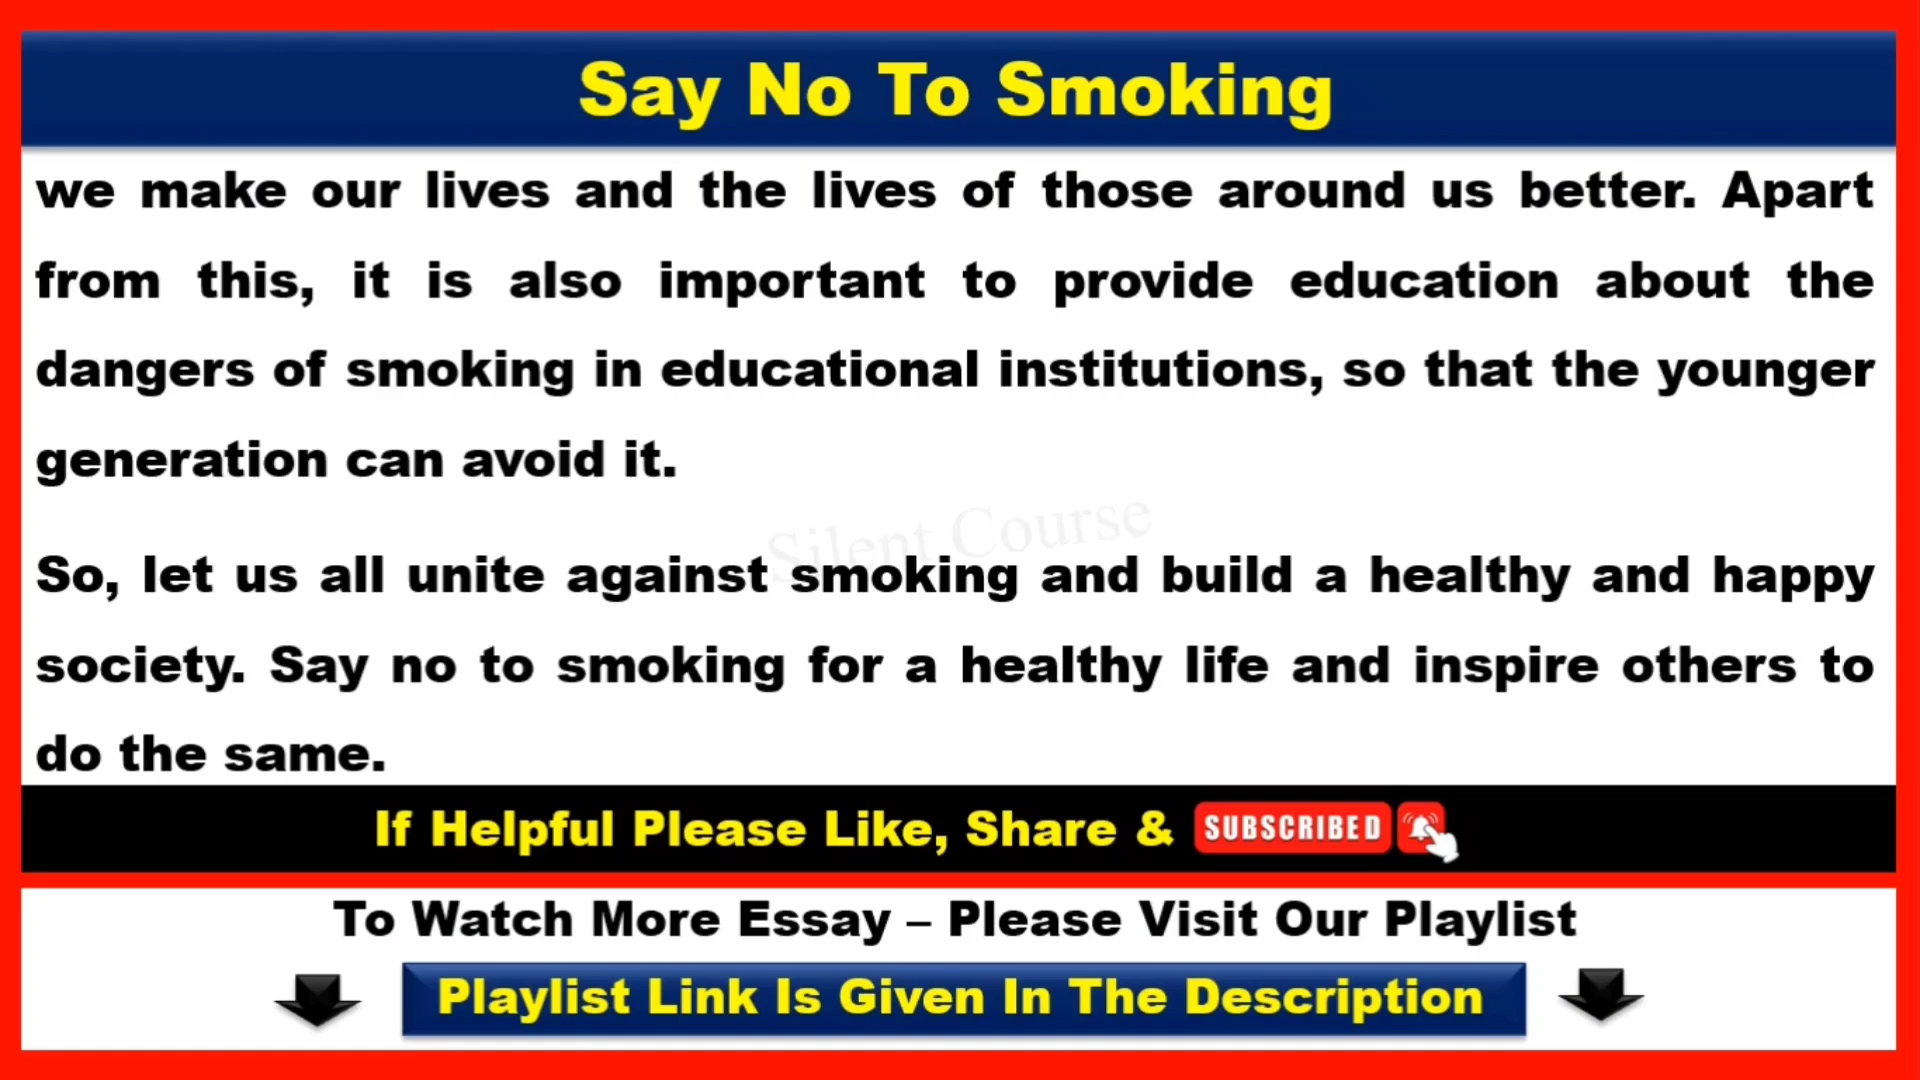 Say No To Smoking
we make our lives and the lives of those around us better. Apart
from this, it is also important to provide education about the
dangers of smoking in educational institutions, so that the younger
generation can avoid it.
Silent Course
So, let us all unite against smoking and build a healthy and happy
society. Say no to smoking for a healthy life and inspire others to
do the same.
If Helpful Please Like, Share & SUBSCRIBED
To Watch More Essay – Please Visit Our Playlist
Playlist Link Is Given In The Description